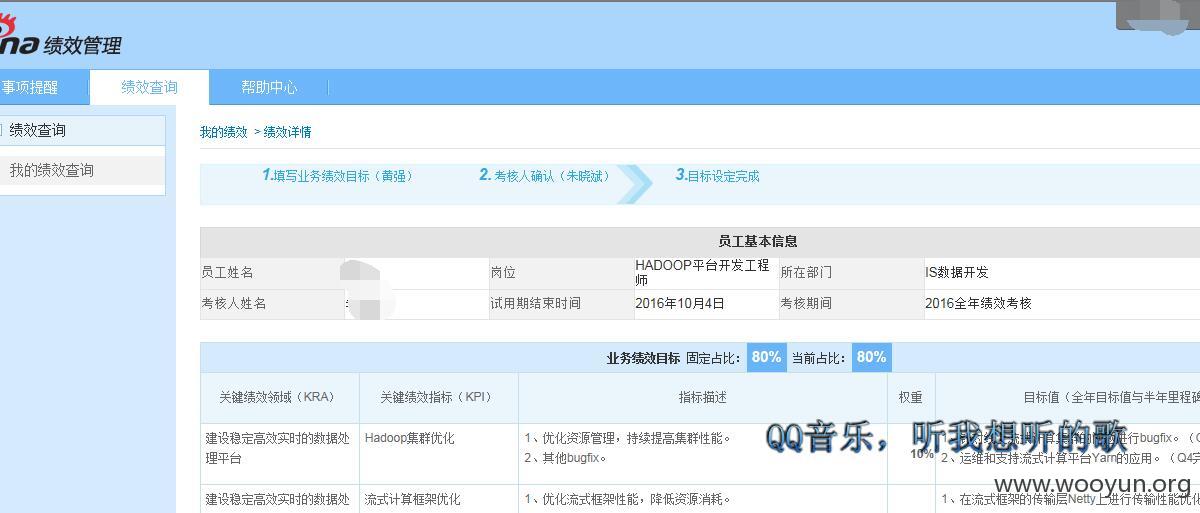 ina 绩效管理
事项提醒 绩效查询 帮助中心
绩效查询
我的绩效查询
我的绩效 > 绩效详情
1.填写业务绩效目标（黄强） 2. 考核人确认（朱晓斌） 3.目标设定完成
员工基本信息
员工姓名 岗位 HADOOP平台开发工程师 所在部门 IS数据开发
考核人姓名 试用期结束时间 2016年10月4日 考核期间 2016全年绩效考核
业务绩效目标 固定占比： 80% 当前占比： 80%
关键绩效领域（KRA） 关键绩效指标（KPI） 指标描述 权重 目标值（全年目标值与半年里程碑
建设稳定高效实时的数据处理平台 Hadoop集群优化 1、优化资源管理，持续提高集群性能。
2、其他bugfix。
10%
进行bugfix。（Q
2、运维和支持流式计算平台Yarn的应用。（Q4完
QQ音乐，听我想听的歌
www.wooyun.org
建设稳定高效实时的数据处 流式计算框架优化 1、优化流式框架性能，降低资源消耗。 1、在流式框架的传输层Netty上进行传输性能优化